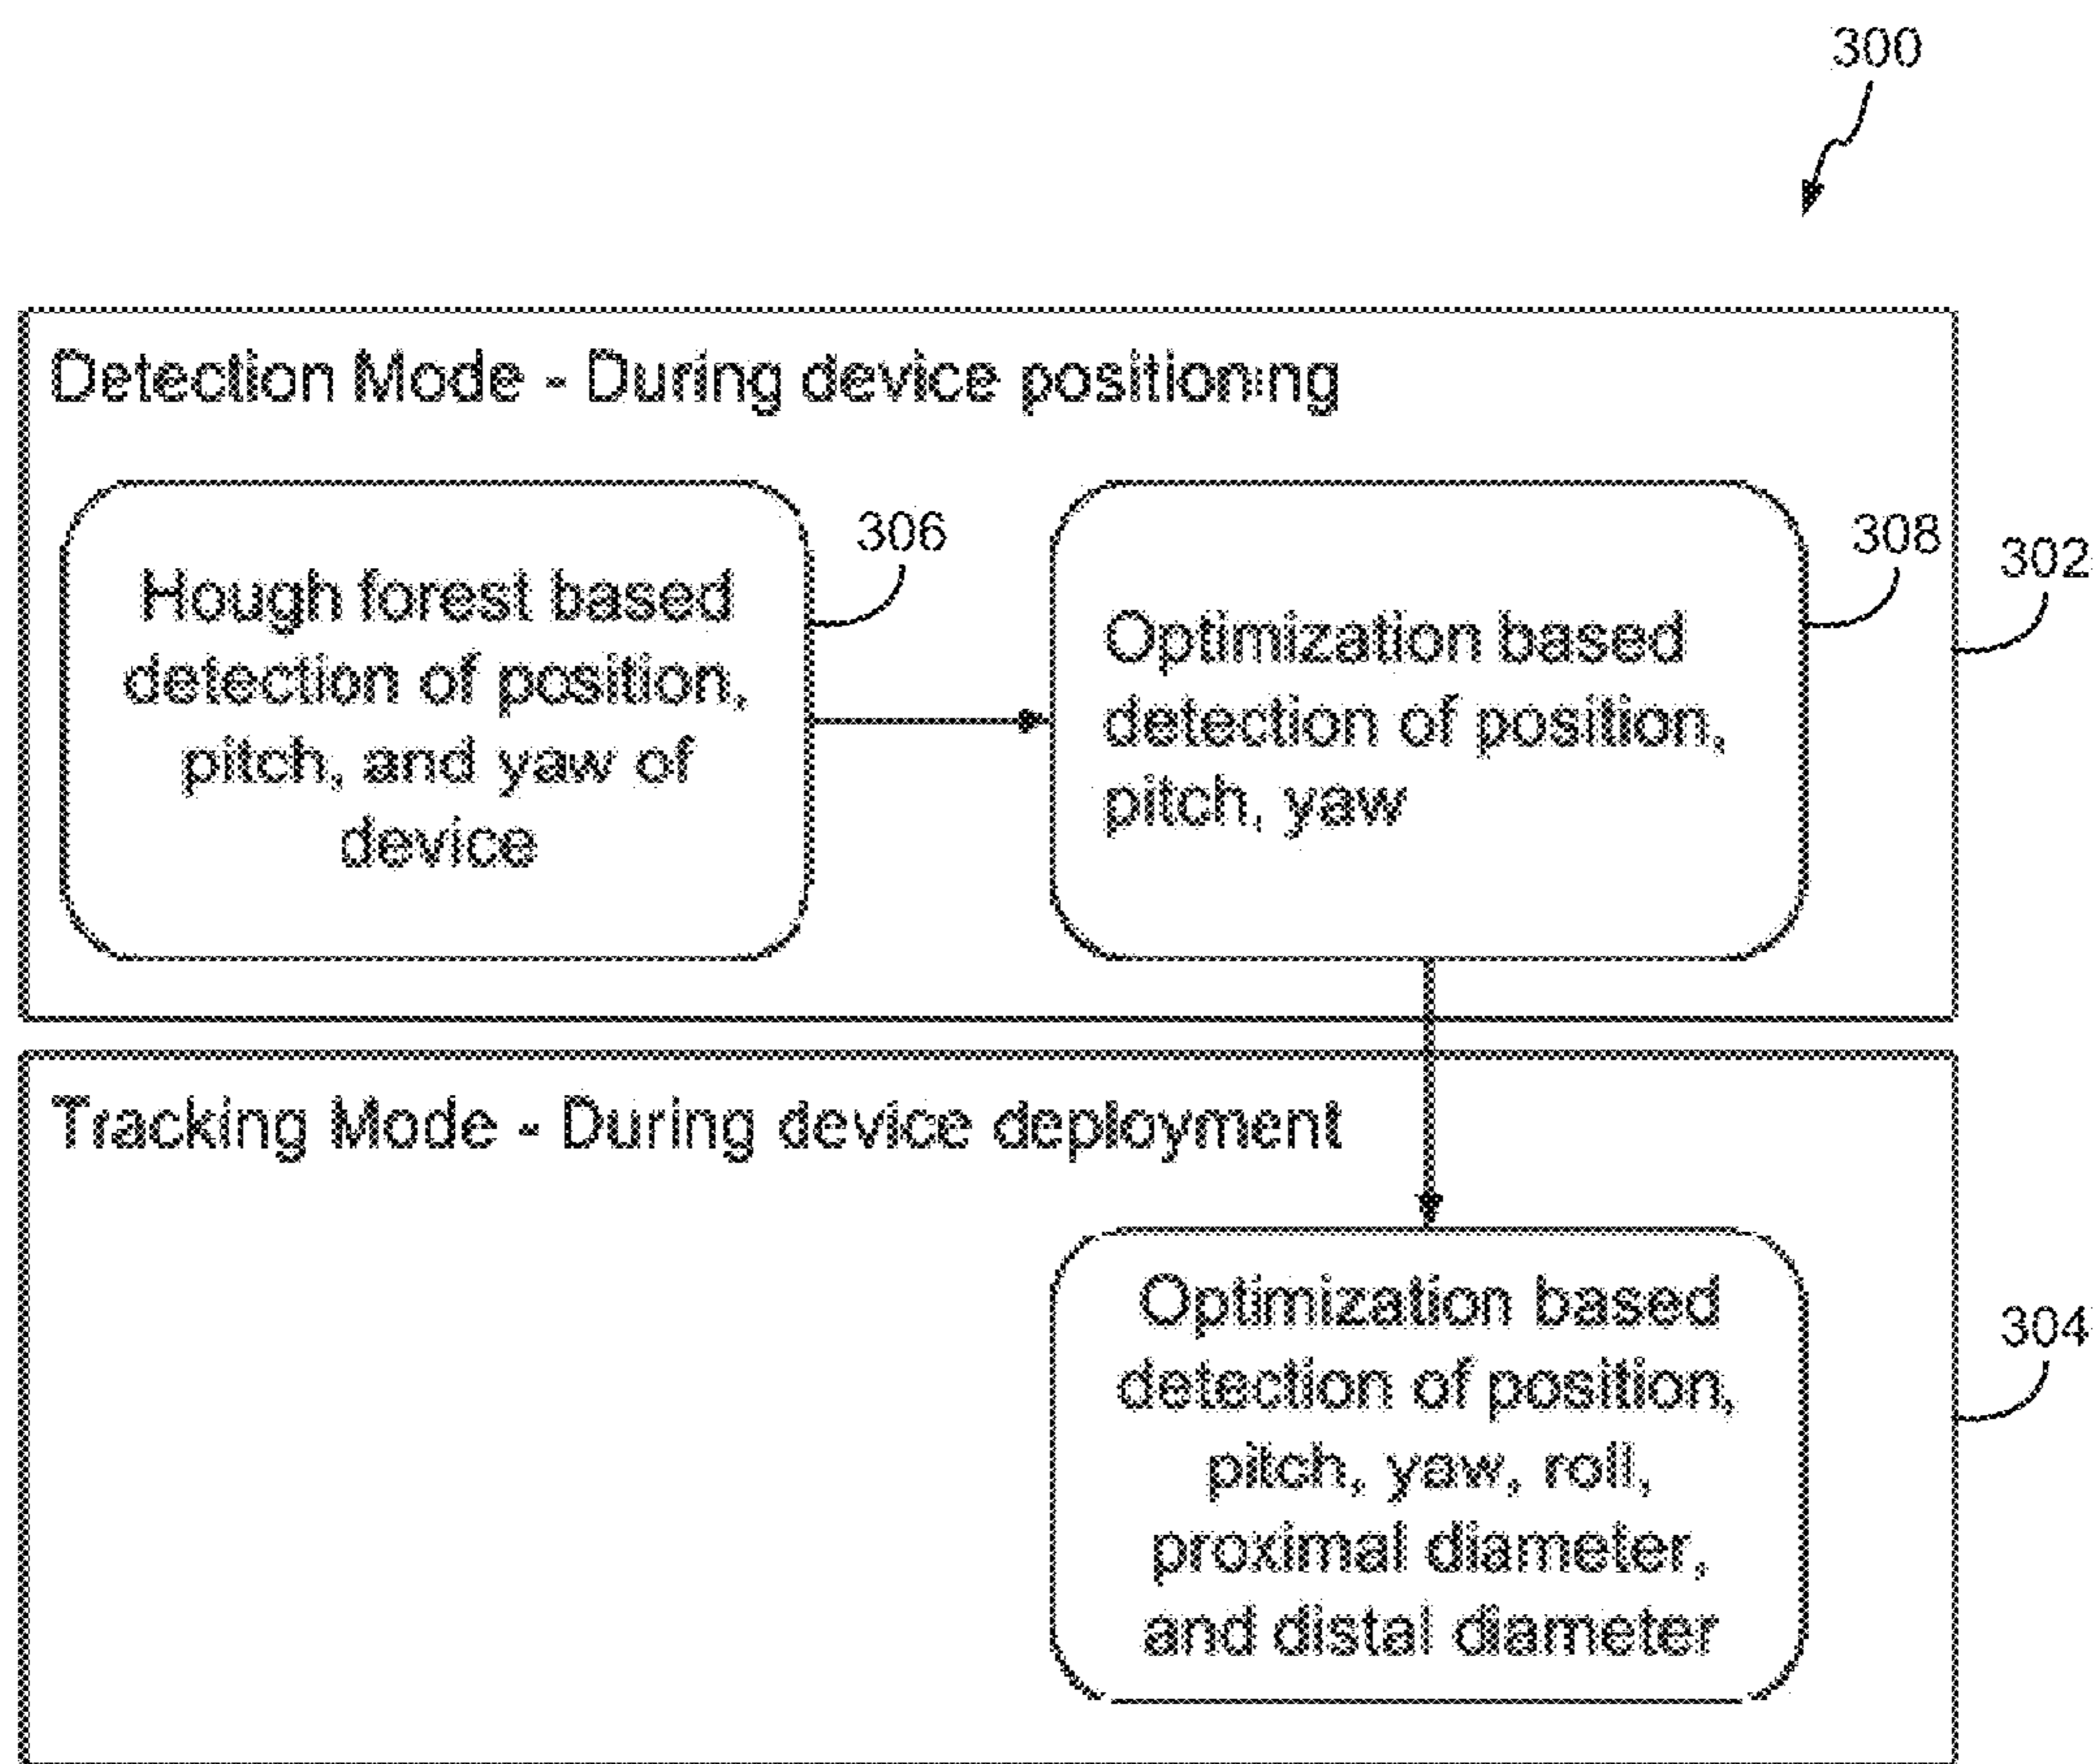 300
Detection Mode - During device positioning
306
308
302
Hough forest based
detection of position,
pitch, and yaw of
device
Optimization based
detection of position,
pitch, yaw
Tracking Mode - During device deployment
304
Optimization based
detection of position,
pitch, yaw, roll,
proximal diameter,
and distal diameter